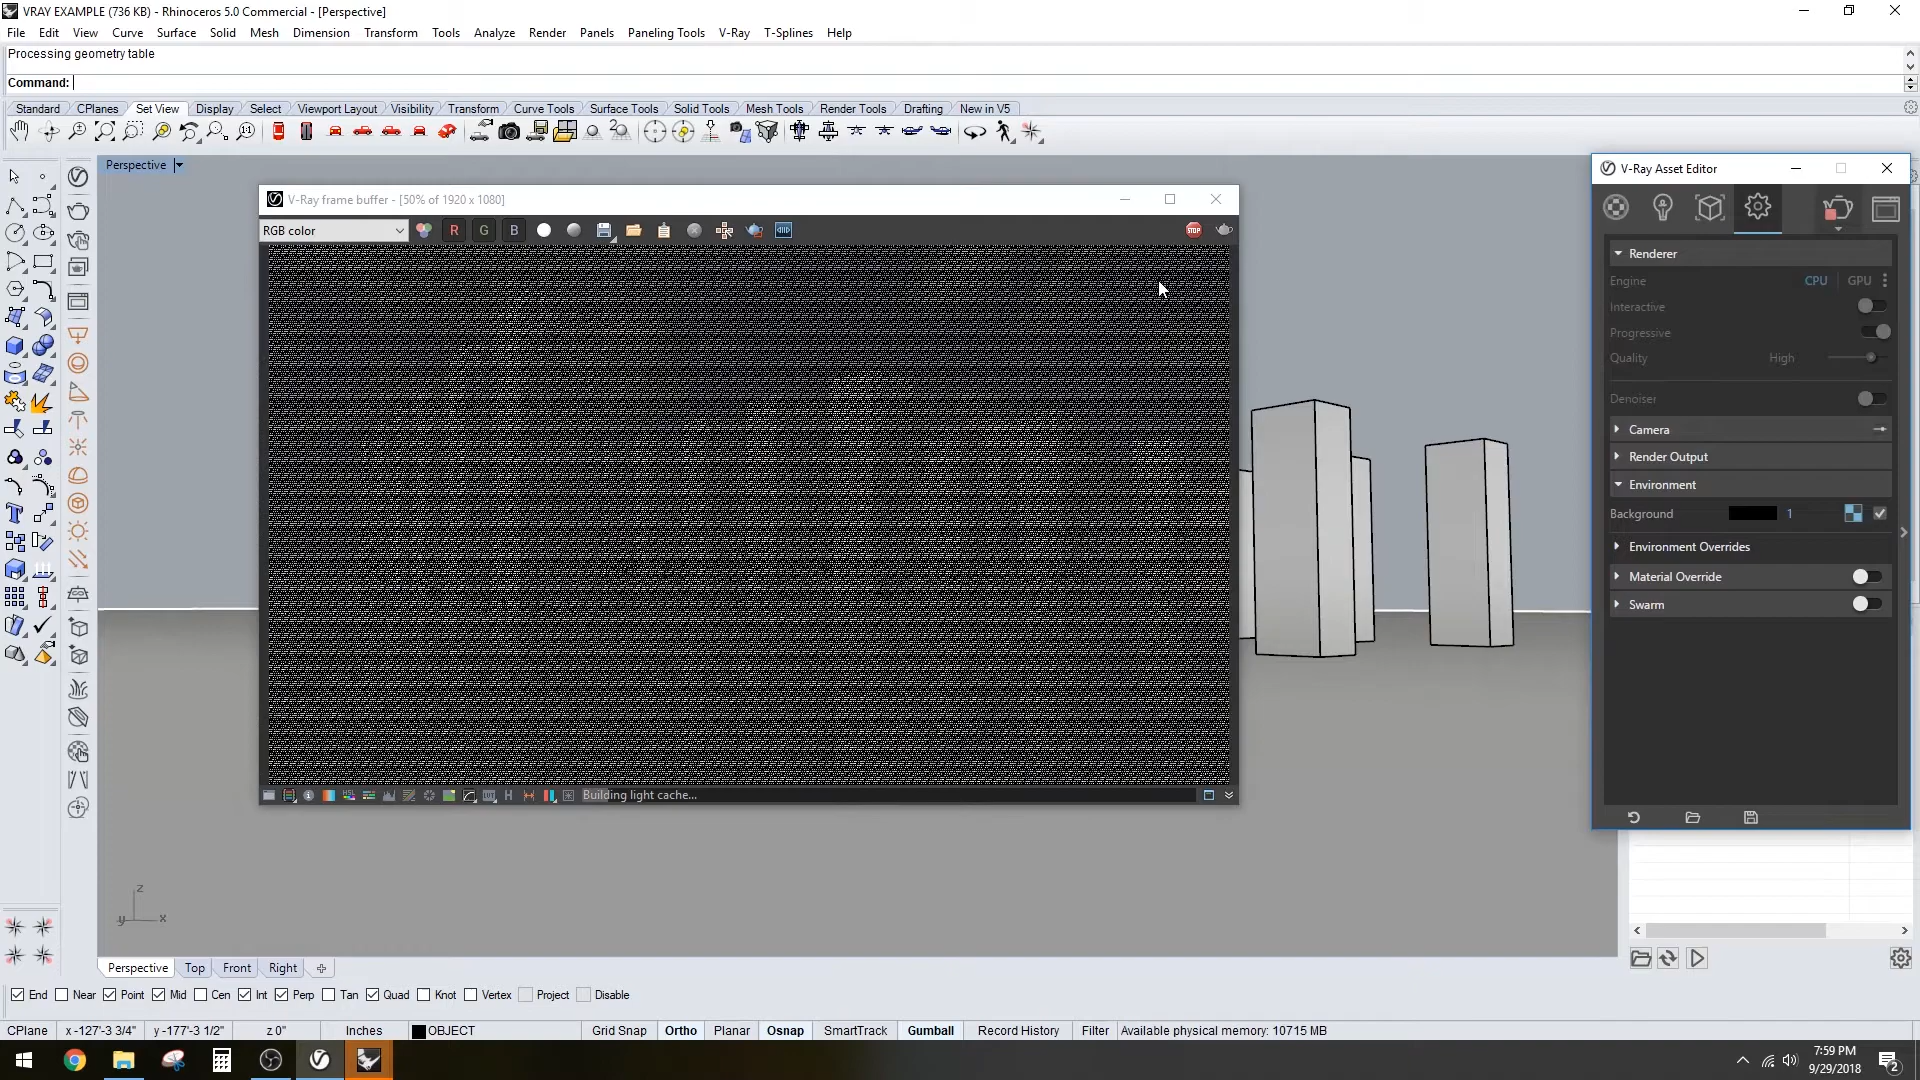 VRAY EXAMPLE (736 KB) - Rhinoceros 5.0 Commercial - [Perspective]
File Edit View Curve Surface Solid Mesh Dimension Transform Tools Analyze Render Panels Paneling Tools V-Ray T-Splines Help
Processing geometry table
Command:
Standard CPlanes Set View Display Select Viewport Layout Visibility Transform Curve Tools Surface Tools Solid Tools Mesh Tools Render Tools Drafting New in V5
Perspective
V-Ray frame buffer - [50% of 1920 x 1080]
RGB color R G B STOP
Building light cache...
V-Ray Asset Editor
Renderer
Engine CPU GPU
Interactive
Progressive
Quality High
Denoiser
Camera
Render Output
Environment
Background 1
Environment Overrides
Material Override
Swarm
z
y x
Perspective Top Front Right
End Near Point Mid Cen Int Perp Tan Quad Knot Vertex Project Disable
CPlane x -127'-3 3/4" y -177'-3 1/2" z 0" Inches OBJECT Grid Snap Ortho Planar Osnap SmartTrack Gumball Record History Filter Available physical memory: 10715 MB
7:59 PM
9/29/2018
2